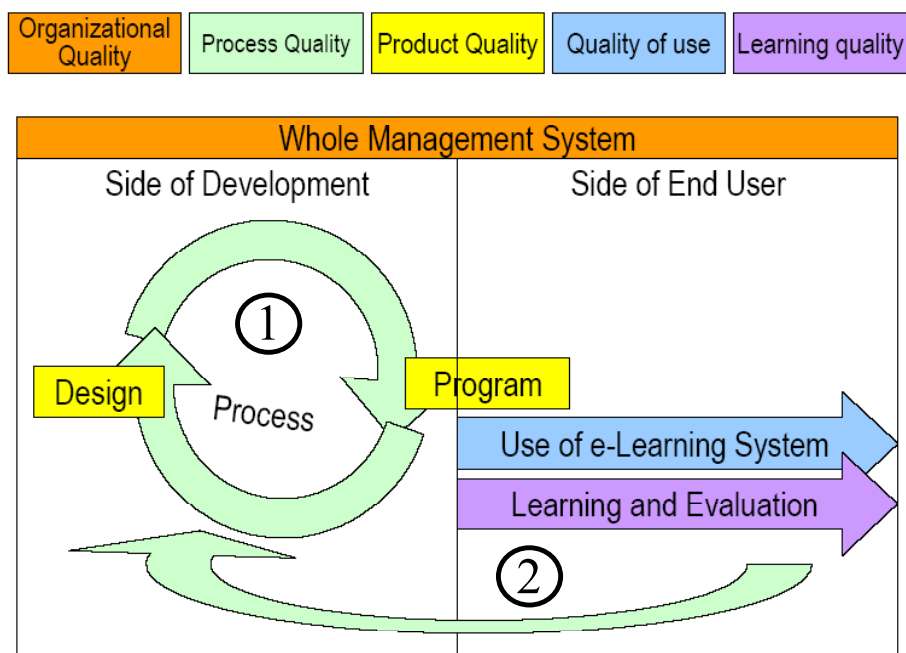 Organizational
Quality
Process Quality
Product Quality
Quality of use
Learning quality
Whole Management System
Side of Development
Side of End User
1
Design
Process
Program
Use of e-Learning System
Learning and Evaluation
2